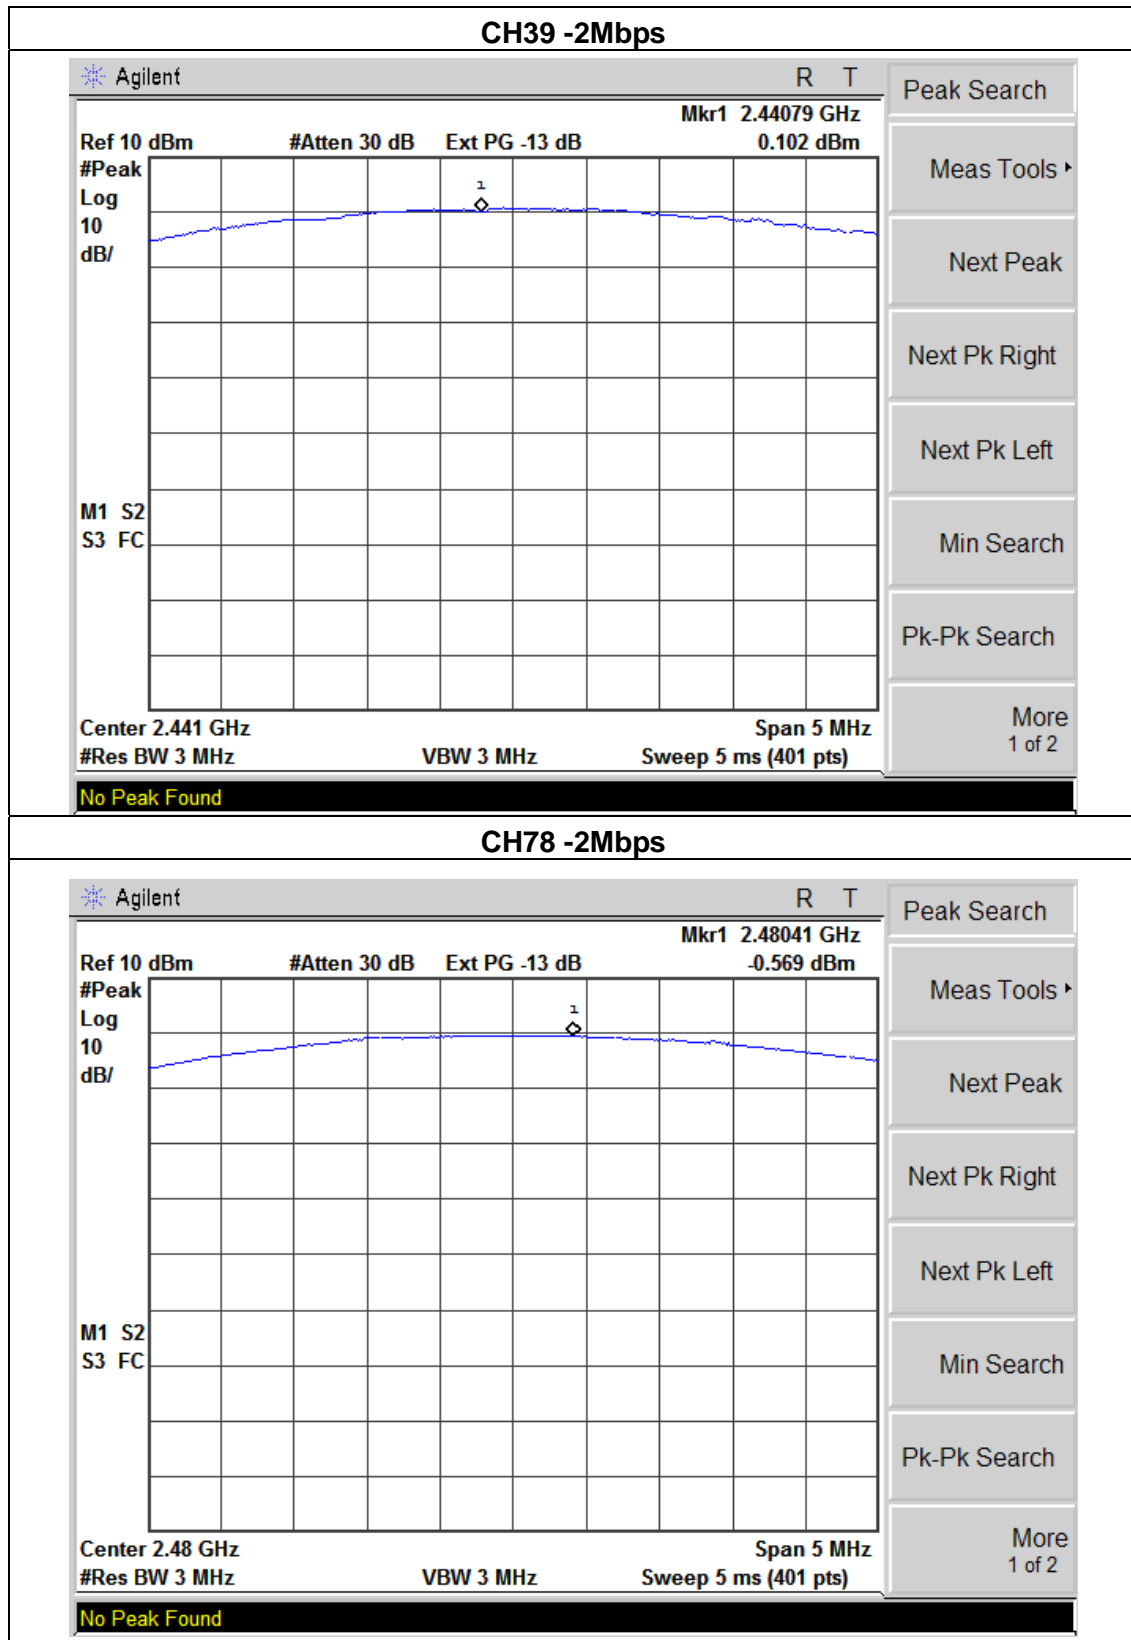 CH39 -2Mbps
Agilent R T
Peak Search
Mkr1 2.44079 GHz
Ref 10 dBm #Atten 30 dB Ext PG -13 dB 0.102 dBm
#Peak
Log
10
dB/
1
Meas Tools
Next Peak
Next Pk Right
Next Pk Left
M1 S2
S3 FC
Min Search
Pk-Pk Search
More
1 of 2
Center 2.441 GHz Span 5 MHz
#Res BW 3 MHz VBW 3 MHz Sweep 5 ms (401 pts)
No Peak Found
CH78 -2Mbps
Agilent R T
Peak Search
Mkr1 2.48041 GHz
Ref 10 dBm #Atten 30 dB Ext PG -13 dB -0.569 dBm
#Peak
Log
10
dB/
1
Meas Tools
Next Peak
Next Pk Right
Next Pk Left
M1 S2
S3 FC
Min Search
Pk-Pk Search
More
1 of 2
Center 2.48 GHz Span 5 MHz
#Res BW 3 MHz VBW 3 MHz Sweep 5 ms (401 pts)
No Peak Found